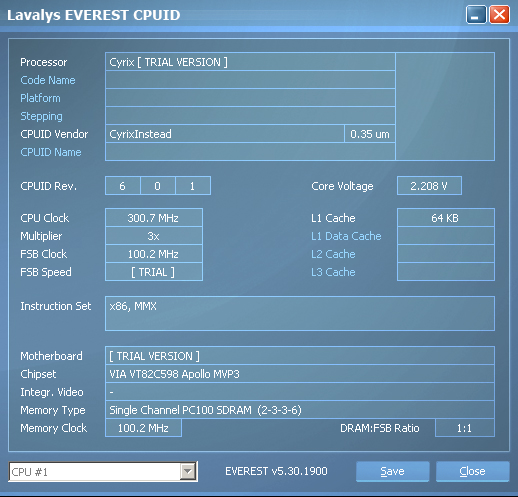 Lavalys EVEREST CPUID
Processor Cyrix [ TRIAL VERSION ]
Code Name
Platform
Stepping
CPUID Vendor CyrixInstead 0.35 um
CPUID Name
CPUID Rev. 6 0 1 Core Voltage 2.208 V
CPU Clock 300.7 MHz L1 Cache 64 KB
Multiplier 3x L1 Data Cache
FSB Clock 100.2 MHz L2 Cache
FSB Speed [ TRIAL ] L3 Cache
Instruction Set x86, MMX
Motherboard [ TRIAL VERSION ]
Chipset VIA VT82C598 Apollo MVP3
Integr. Video -
Memory Type Single Channel PC100 SDRAM (2-3-3-6)
Memory Clock 100.2 MHz DRAM:FSB Ratio 1:1
CPU #1 EVEREST v5.30.1900 Save Close